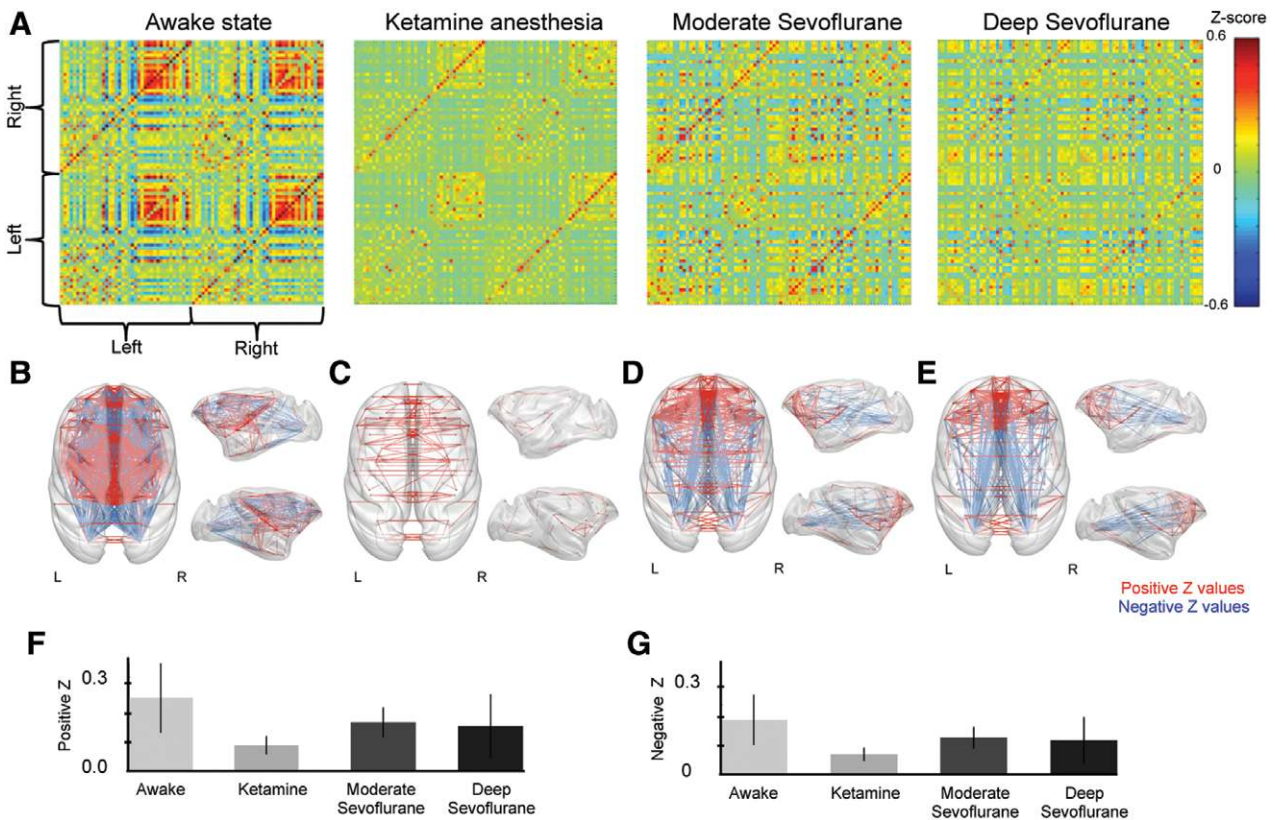 A
Awake state
Ketamine anesthesia
Moderate Sevoflurane
Deep Sevoflurane
Z-score
0.6
0
-0.6
Right
Left
Left
Right
B
C
D
E
L
R
L
R
L
R
L
R
Positive Z values
Negative Z values
F
Positive Z
0.3
0.0
Awake
Ketamine
Moderate
Sevoflurane
Deep
Sevoflurane
G
Negative Z
0.3
0
Awake
Ketamine
Moderate
Sevoflurane
Deep
Sevoflurane